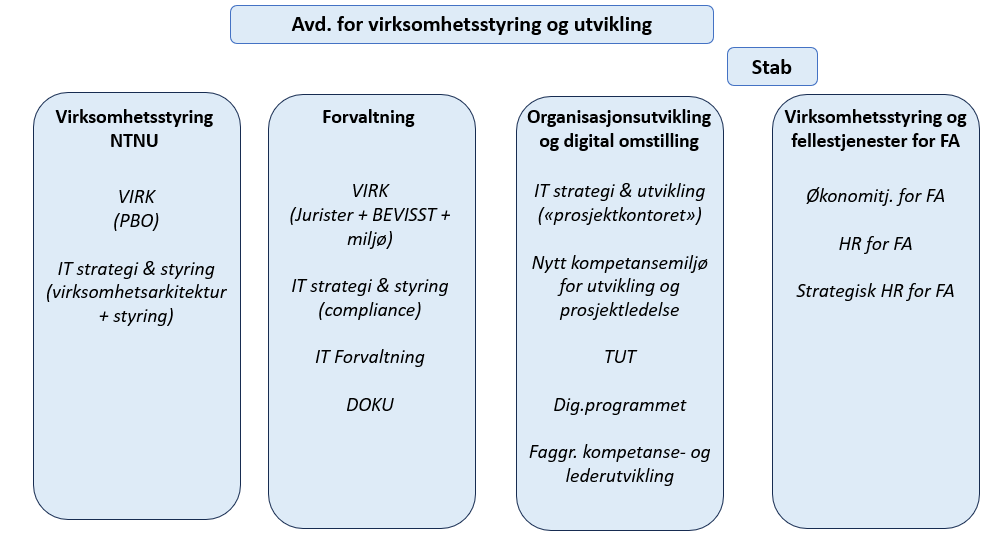 Avd. for virksomhetsstyring og utvikling
Stab
Virksomhetsstyring
NTNU
VIRK
(PBO)
IT strategi & styring
(virksomhetsarkitektur
+ styring)
Forvaltning
VIRK
(Jurister + BEVISST +
miljø)
IT strategi & styring
(compliance)
IT Forvaltning
DOKU
Organisasjonsutvikling
og digital omstilling
IT strategi & utvikling
(«prosjektkontoret»)
Nytt kompetansemiljø
for utvikling og
prosjektledelse
TUT
Dig.programmet
Faggr. kompetanse- og
lederutvikling
Virksomhetsstyring og
fellestjenester for FA
Økonomitj. for FA
HR for FA
Strategisk HR for FA